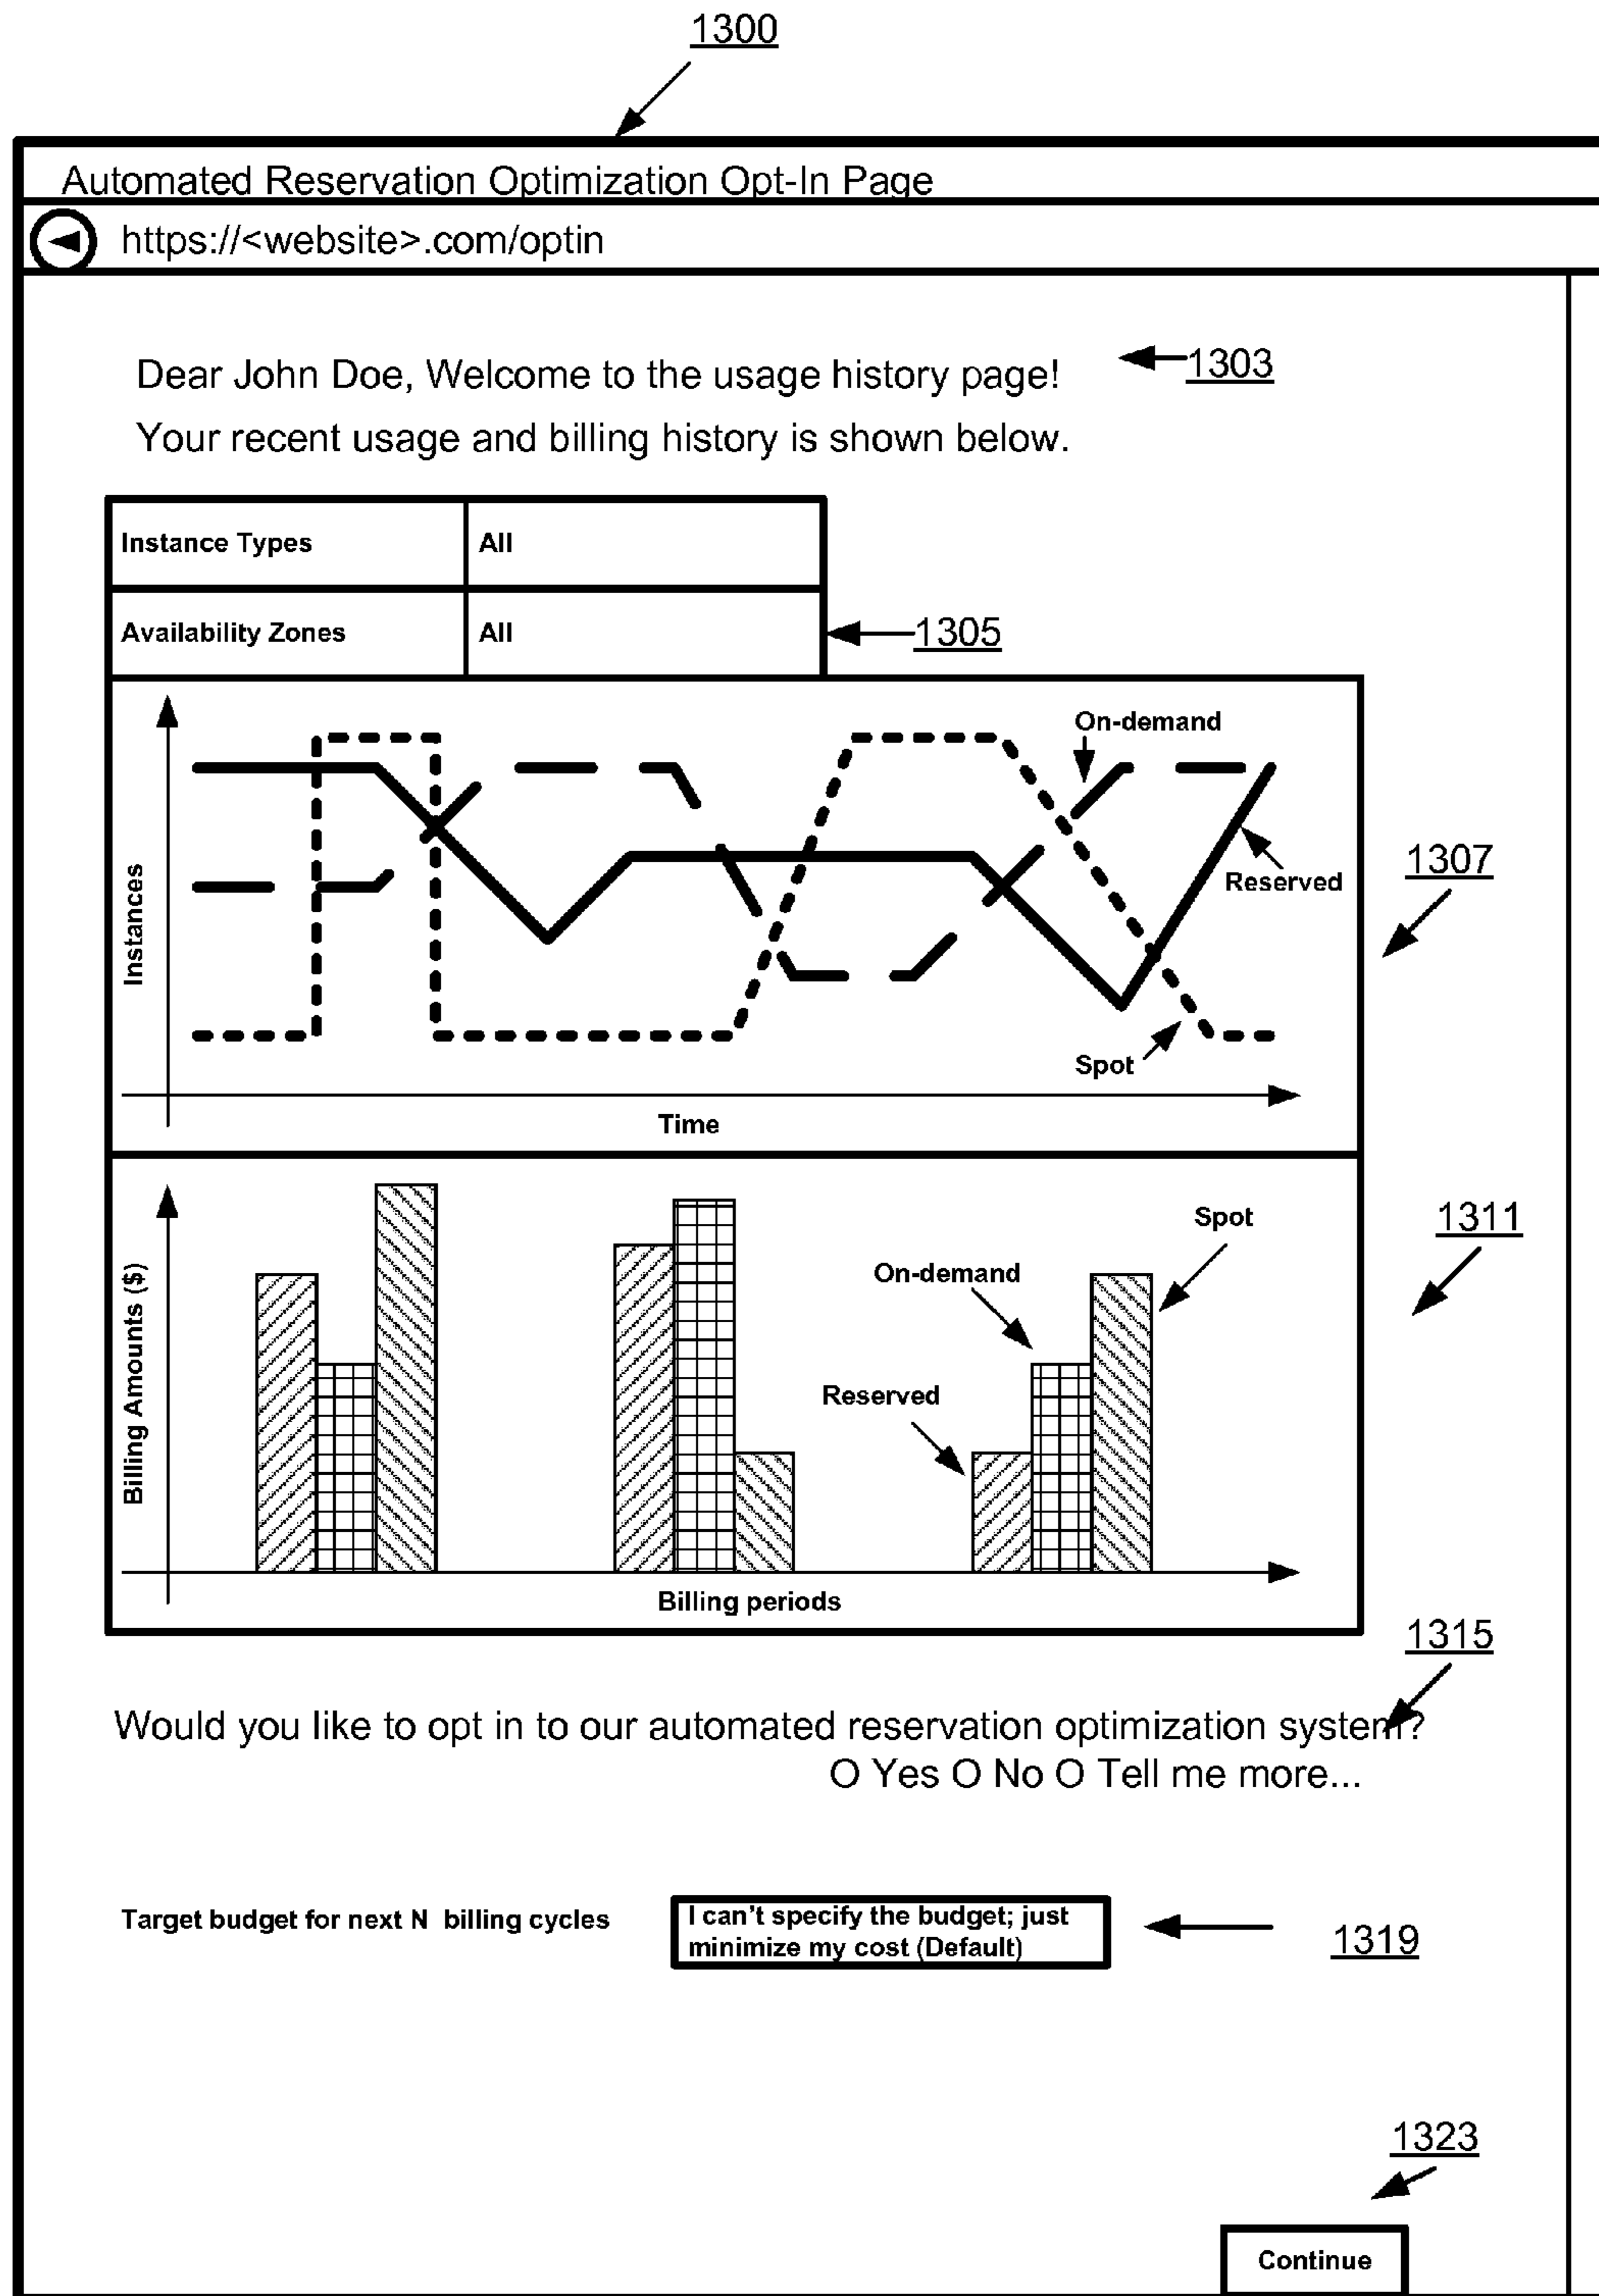 1300
Automated Reservation Optimization Opt-In Page
https://<website>.com/optin
Dear John Doe, Welcome to the usage history page!
1303
Your recent usage and billing history is shown below.
Instance Types
All
Availability Zones
All
1305
On-demand
Reserved
1307
Instances
Spot
Time
Spot
1311
On-demand
Reserved
Billing Amounts ($)
Billing periods
1315
Would you like to opt in to our automated reservation optimization system?
O Yes O No O Tell me more...
Target budget for next N billing cycles
I can't specify the budget; just
minimize my cost (Default)
1319
1323
Continue